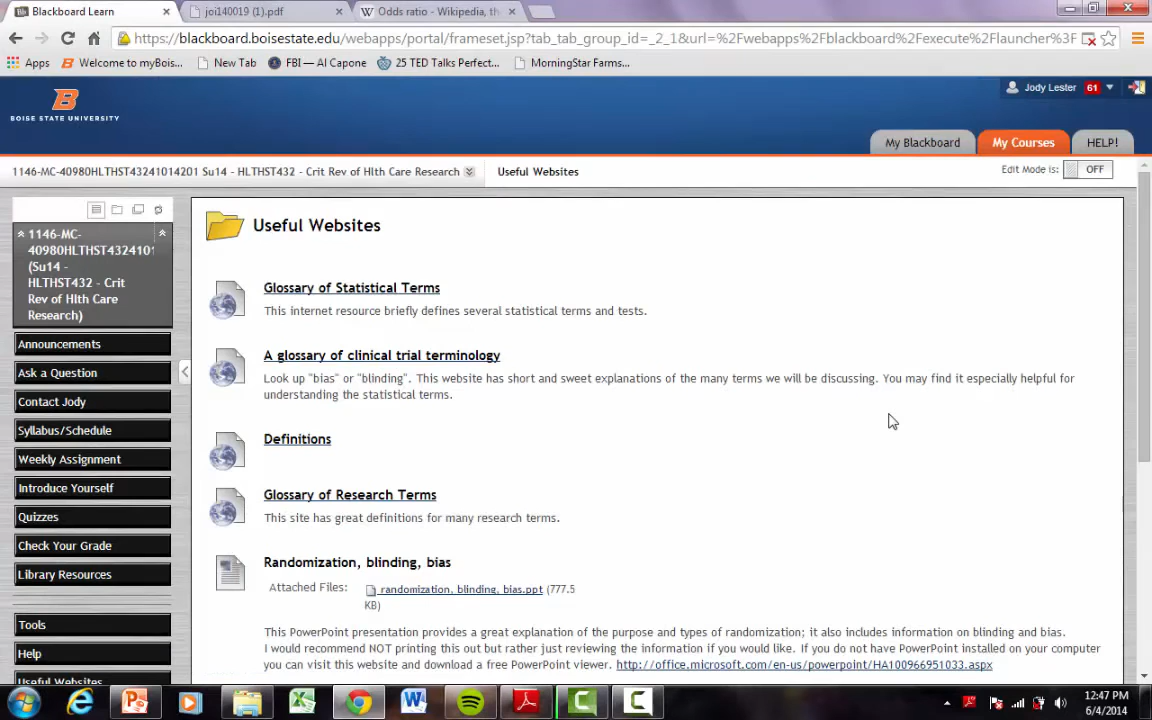 Blackboard Learn
joi140019 (1).pdf
Odds ratio - Wikipedia, th
https://blackboard.boisestate.edu/webapps/portal/frameset.jsp?tab_tab_group_id=_2_1&url=%2Fwebapps%2Fblackboard%2Fexecute%2Flauncher%3F
Apps
Welcome to myBois...
New Tab
FBI — Al Capone
25 TED Talks Perfect...
MorningStar Farms...
B
BOISE STATE UNIVERSITY
Jody Lester 61
My Blackboard
My Courses
HELP!
1146-MC-40980HLTHST43241014201 Su14 - HLTHST432 - Crit Rev of Hlth Care Research
Useful Websites
Edit Mode is: OFF
1146-MC-
40980HLTHST4324101
(Su14 -
HLTHST432 - Crit
Rev of Hlth Care
Research)
Announcements
Ask a Question
Contact Jody
Syllabus/Schedule
Weekly Assignment
Introduce Yourself
Quizzes
Check Your Grade
Library Resources
Tools
Help
Useful Websites
Useful Websites
Glossary of Statistical Terms
This internet resource briefly defines several statistical terms and tests.
A glossary of clinical trial terminology
Look up "bias" or "blinding". This website has short and sweet explanations of the many terms we will be discussing. You may find it especially helpful for
understanding the statistical terms.
Definitions
Glossary of Research Terms
This site has great definitions for many research terms.
Randomization, blinding, bias
Attached Files: randomization, blinding, bias.ppt (777.5
KB)
This PowerPoint presentation provides a great explanation of the purpose and types of randomization; it also includes information on blinding and bias.
I would recommend NOT printing this out but rather just reviewing the information if you would like. If you do not have PowerPoint installed on your computer
you can visit this website and download a free PowerPoint viewer. http://office.microsoft.com/en-us/powerpoint/HA100966951033.aspx
12:47 PM
6/4/2014